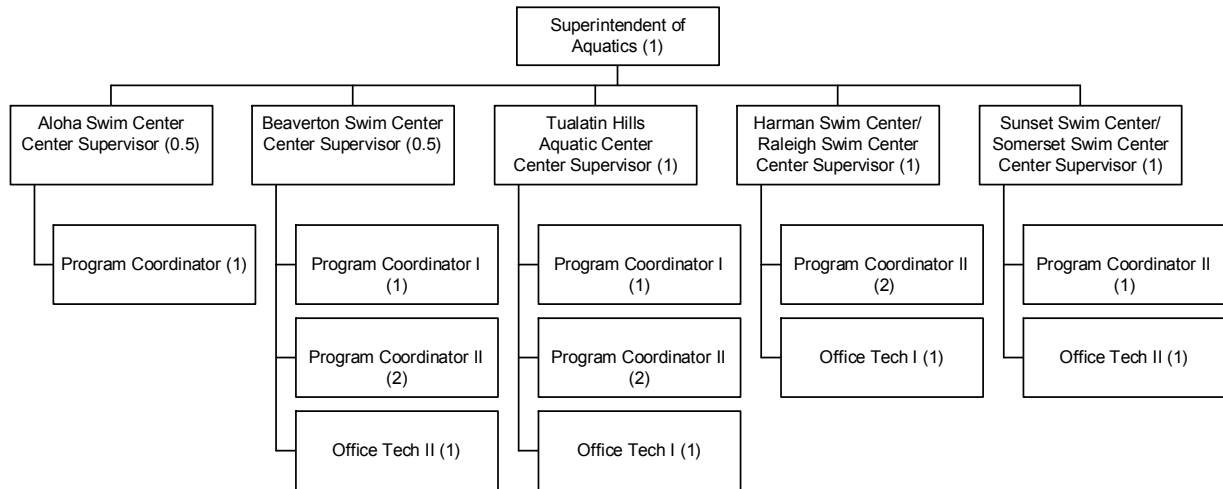 Superintendent of
Aquatics (1)
Aloha Swim Center
Center Supervisor (0.5)
Beaverton Swim Center
Center Supervisor (0.5)
Tualatin Hills
Aquatic Center
Center Supervisor (1)
Harman Swim Center/
Raleigh Swim Center
Center Supervisor (1)
Sunset Swim Center/
Somerset Swim Center
Center Supervisor (1)
Program Coordinator (1)
Program Coordinator I
(1)
Program Coordinator II
(2)
Office Tech II (1)
Program Coordinator I
(1)
Program Coordinator II
(2)
Office Tech I (1)
Program Coordinator II
(2)
Office Tech I (1)
Program Coordinator II
(1)
Office Tech II (1)